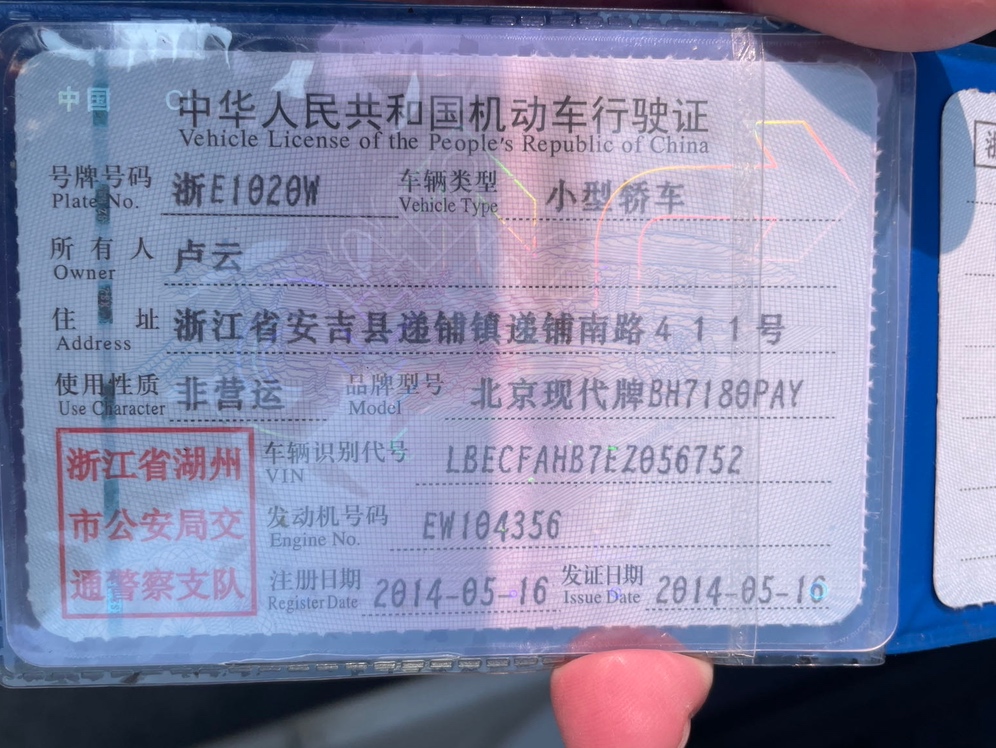 中国 C
中华人民共和国机动车行驶证
Vehicle License of the People's Republic of China
号牌号码 浙E1020W 车辆类型 小型轿车
Plate No. Vehicle Type
所有人 卢云
Owner
住址 浙江省安吉县递铺镇递铺南路411号
Address
使用性质 非营运 品牌型号 北京现代牌BH7180PAY
Use Character Model
浙江省湖州
市公安局交
通警察支队
车辆识别代号 LBECFAHB7EZ056752
VIN
发动机号码 EW104356
Engine No.
注册日期 2014-05-16 发证日期 2014-05-16
Register Date Issue Date